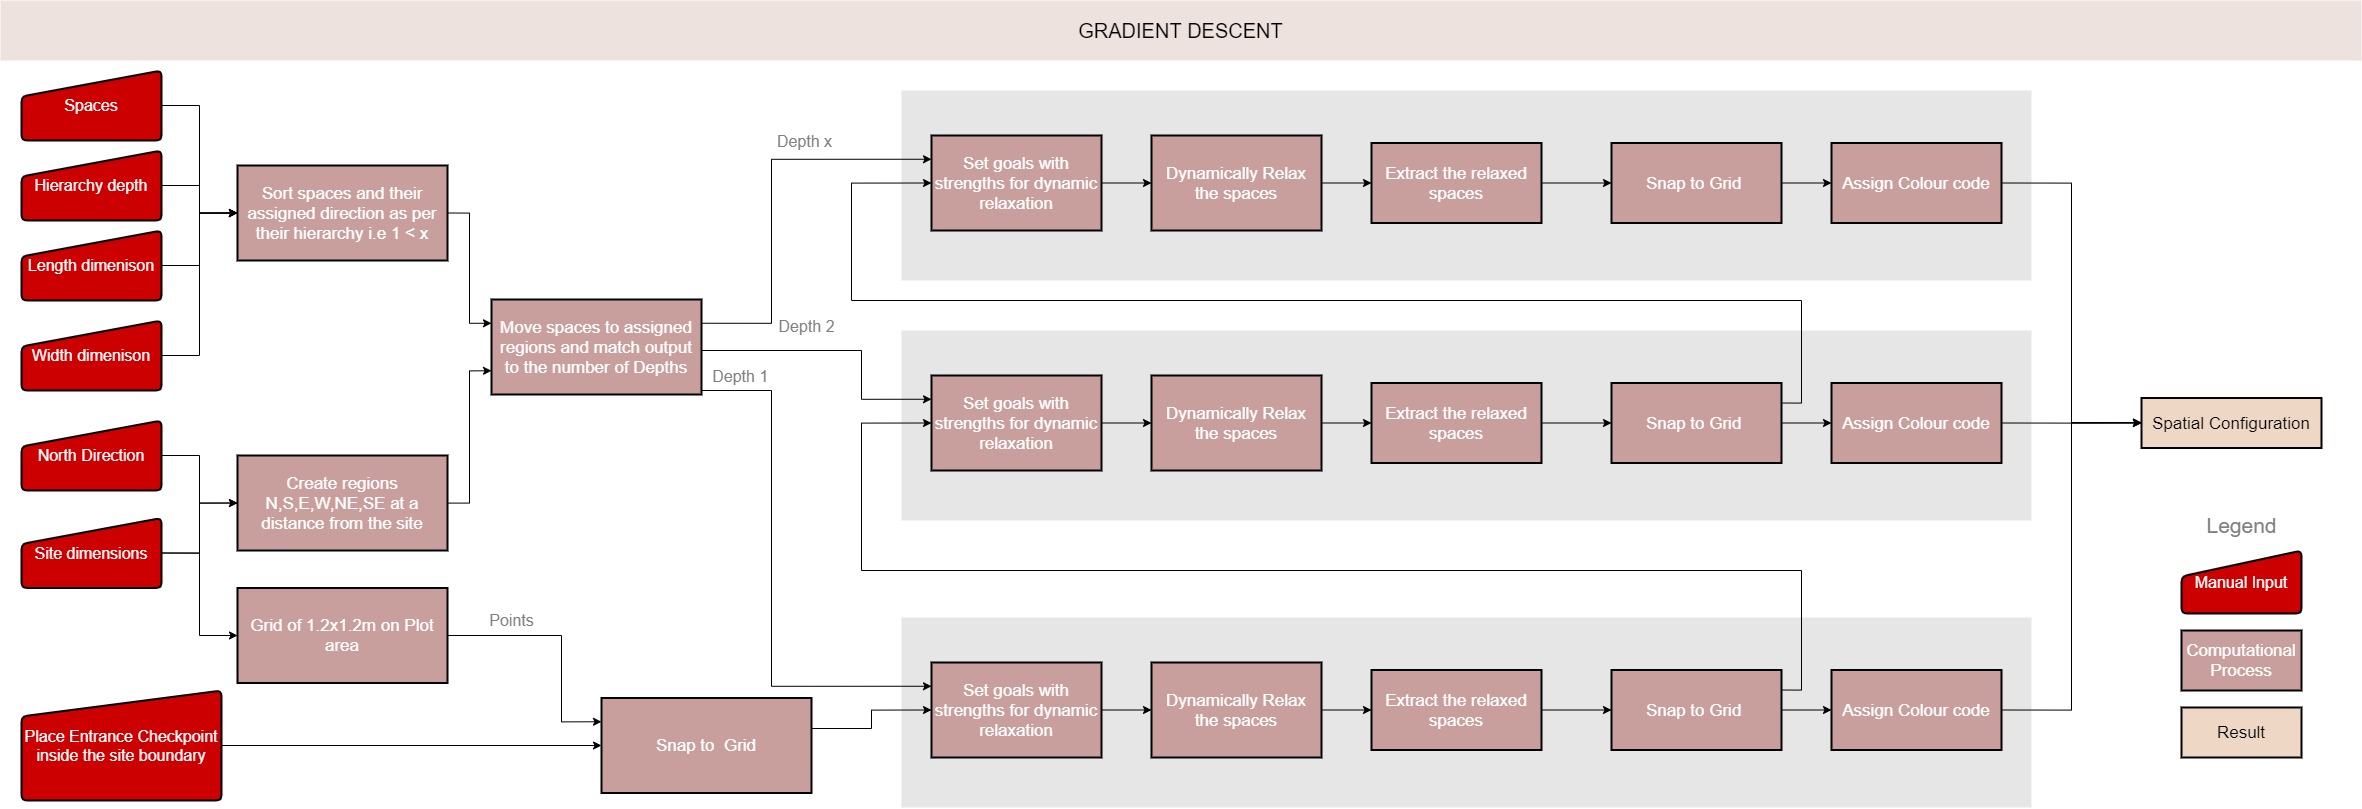 GRADIENT DESCENT
Spaces
Hierarchy depth
Length dimenison
Width dimenison
North Direction
Site dimensions
Place Entrance Checkpoint
inside the site boundary
Sort spaces and their
assigned direction as per
their hierarchy i.e 1 < x
Create regions
N,S,E,W,NE,SE at a
distance from the site
Grid of 1.2x1.2m on Plot
area
Points
Snap to  Grid
Move spaces to assigned
regions and match output
to the number of Depths
Depth x
Depth 2
Depth 1
Set goals with
strengths for dynamic
relaxation
Dynamically Relax
the spaces
Extract the relaxed
spaces
Snap to Grid
Assign Colour code
Set goals with
strengths for dynamic
relaxation
Dynamically Relax
the spaces
Extract the relaxed
spaces
Snap to Grid
Assign Colour code
Set goals with
strengths for dynamic
relaxation
Dynamically Relax
the spaces
Extract the relaxed
spaces
Snap to Grid
Assign Colour code
Spatial Configuration
Legend
Manual Input
Computational
Process
Result